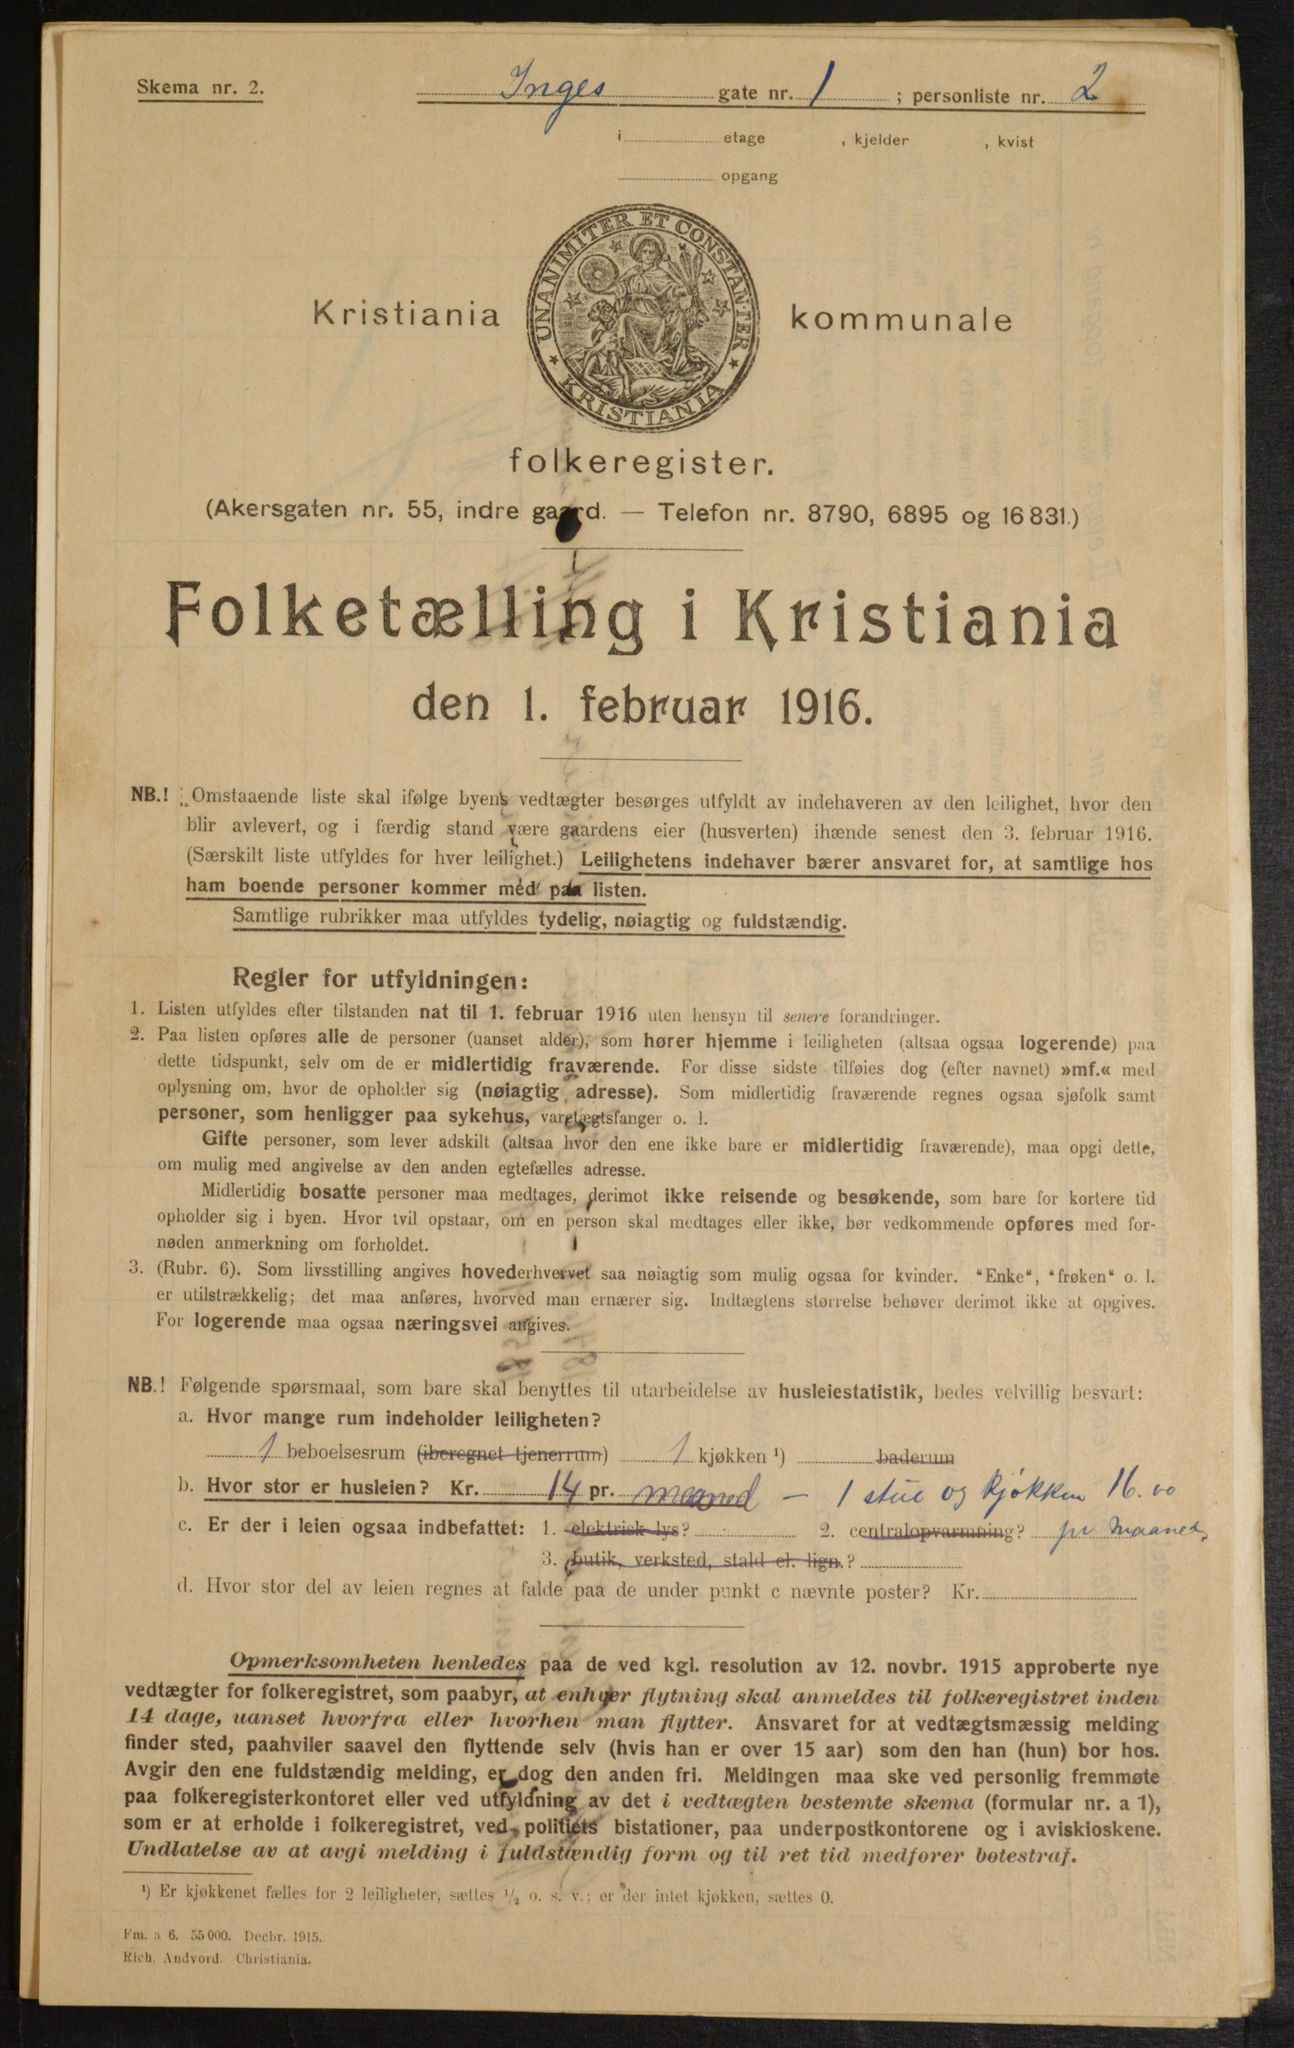 Skema nr. 2.
Inges gate nr. 1 ; personliste nr. 2
i etage , kjelder , kvist
opgang
UNANIMITER ET CONSTANTER
KRISTIANIA
Kristiania kommunale
folkeregister.
(Akersgaten nr. 55, indre gaard. — Telefon nr. 8790, 6895 og 16 831.)
Folketælling i Kristiania
den 1. februar 1916.
NB.! Omstaaende liste skal ifølge byens vedtægter besørges utfyldt av indehaveren av den leilighet, hvor den
blir avlevert, og i færdig stand være gaardens eier (husverten) ihænde senest den 3. februar 1916.
(Særskilt liste utfyldes for hver leilighet.) Leilighetens indehaver bærer ansvaret for, at samtlige hos
ham boende personer kommer med paa listen.
Samtlige rubrikker maa utfyldes tydelig, nøiagtig og fuldstændig.
Regler for utfyldningen:
1. Listen utfyldes efter tilstanden nat til 1. februar 1916 uten hensyn til senere forandringer.
2. Paa listen opføres alle de personer (uanset alder), som hører hjemme i leiligheten (altsaa ogsaa logerende) paa
dette tidspunkt, selv om de er midlertidig fraværende. For disse sidste tilføies dog (efter navnet) »mf.« med
oplysning om, hvor de opholder sig (nøiagtig adresse). Som midlertidig fraværende regnes ogsaa sjøfolk samt
personer, som henligger paa sykehus, varetægtsfanger o. l.
Gifte personer, som lever adskilt (altsaa hvor den ene ikke bare er midlertidig fraværende), maa opgi dette,
om mulig med angivelse av den anden egtefælles adresse.
Midlertidig bosatte personer maa medtages, derimot ikke reisende og besøkende, som bare for kortere tid
opholder sig i byen. Hvor tvil opstaar, om en person skal medtages eller ikke, bør vedkommende opføres med for-
nøden anmerkning om forholdet.
3. (Rubr. 6). Som livsstilling angives hovederhvervet saa nøiagtig som mulig ogsaa for kvinder. "Enke", "frøken" o. l.
er utilstrækkelig; det maa anføres, hvorved man ernærer sig. Indtægtens størrelse behøver derimot ikke at opgives.
For logerende maa ogsaa næringsvei angives.
NB.! Følgende spørsmaal, som bare skal benyttes til utarbeidelse av husleiestatistik, bedes velvillig besvart:
a. Hvor mange rum indeholder leiligheten?
1 beboelsesrum (iberegnet tjenerrum) 1 kjøkken ¹) baderum
b. Hvor stor er husleien? Kr. 14 pr. maaned — 1 stue og kjøkken 16.00
c. Er der i leien ogsaa indbefattet: 1. elektrisk lys? 2. centralopvarmning? pr Maaned,
3. butik, verksted, stald el. lign.?
d. Hvor stor del av leien regnes at falde paa de under punkt c nævnte poster? Kr.
Opmerksomheten henledes paa de ved kgl. resolution av 12. novbr. 1915 approberte nye
vedtægter for folkeregistret, som paabyr, at enhver flytning skal anmeldes til folkeregistret inden
14 dage, uanset hvorfra eller hvorhen man flytter. Ansvaret for at vedtægtsmæssig melding
finder sted, paahviler saavel den flyttende selv (hvis han er over 15 aar) som den han (hun) bor hos.
Avgir den ene fuldstændig melding, er dog den anden fri. Meldingen maa ske ved personlig fremmøte
paa folkeregisterkontoret eller ved utfyldning av det i vedtægten bestemte skema (formular nr. a 1),
som er at erholde i folkeregistret, ved politiets bistationer, paa underpostkontorene og i aviskioskene.
Undlatelse av at avgi melding i fuldstændig form og til ret tid medfører bøtestraf.
¹) Er kjøkkenet fælles for 2 leiligheter, sættes ½ o. s. v.; er der intet kjøkken, sættes 0.
Fm. a 6. 55 000. Decbr. 1915.
Rich. Andvord. Christiania.